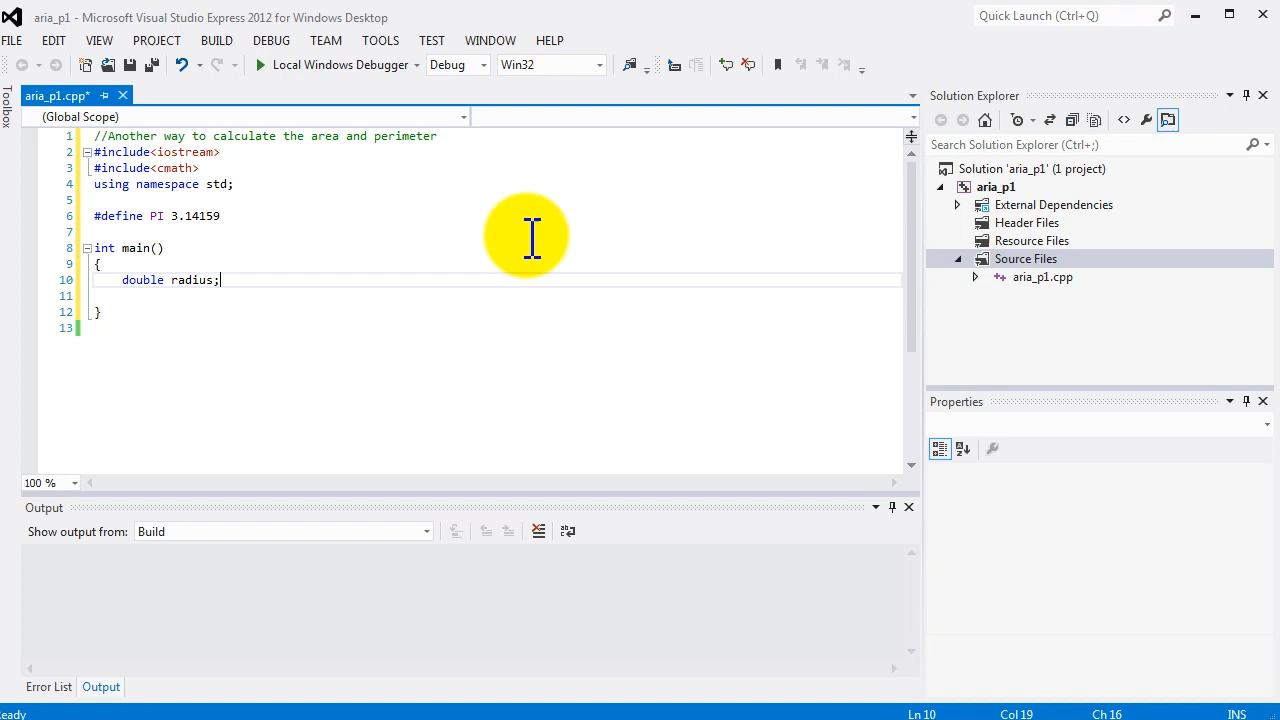 aria_p1 - Microsoft Visual Studio Express 2012 for Windows Desktop
Quick Launch (Ctrl+Q)
FILE EDIT VIEW PROJECT BUILD DEBUG TEAM TOOLS TEST WINDOW HELP
Local Windows Debugger Debug Win32
Toolbox
aria_p1.cpp*
(Global Scope)
1 //Another way to calculate the area and perimeter
2 #include<iostream>
3 #include<cmath>
4 using namespace std;
5
6 #define PI 3.14159
7
8 int main()
9 {
10 double radius;
11
12 }
13
100 %
Solution Explorer
Search Solution Explorer (Ctrl+;)
Solution 'aria_p1' (1 project)
aria_p1
External Dependencies
Header Files
Resource Files
Source Files
aria_p1.cpp
Properties
Output
Show output from: Build
Error List Output
eady Ln 10 Col 19 Ch 16 INS